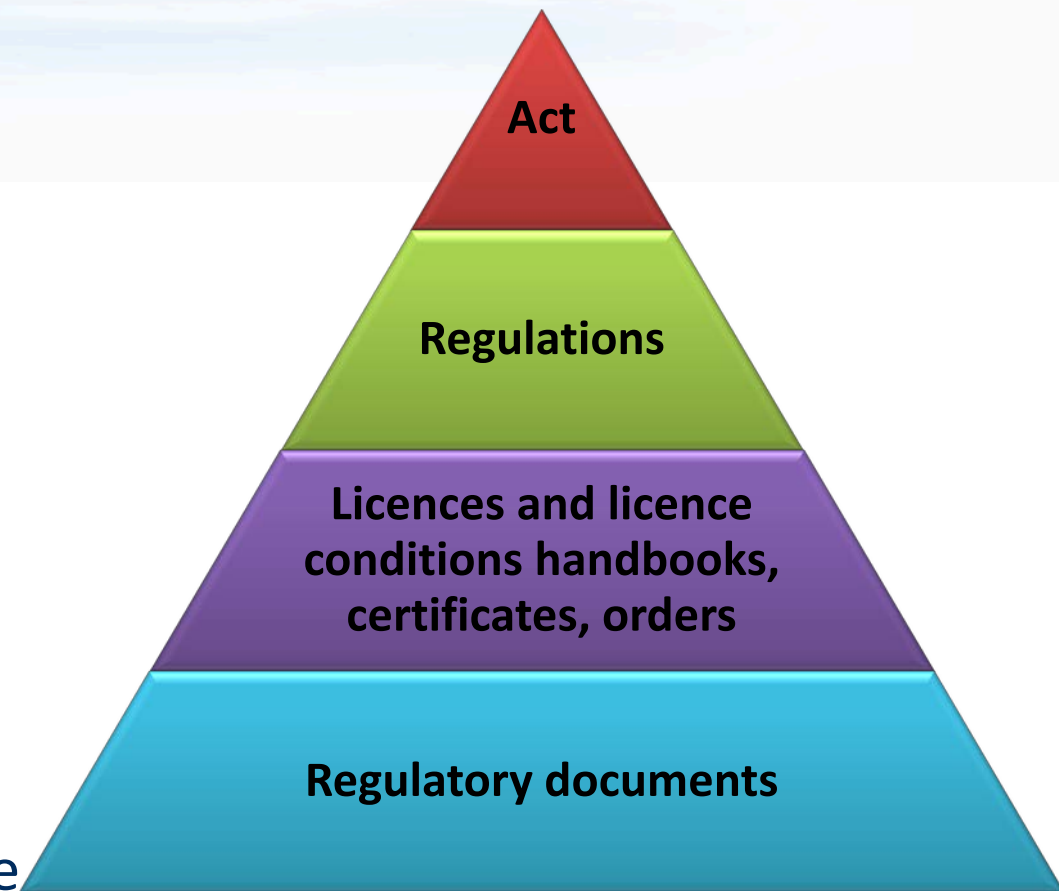 Act
Regulations
Licences and licence
conditions handbooks,
certificates, orders
Regulatory documents
e